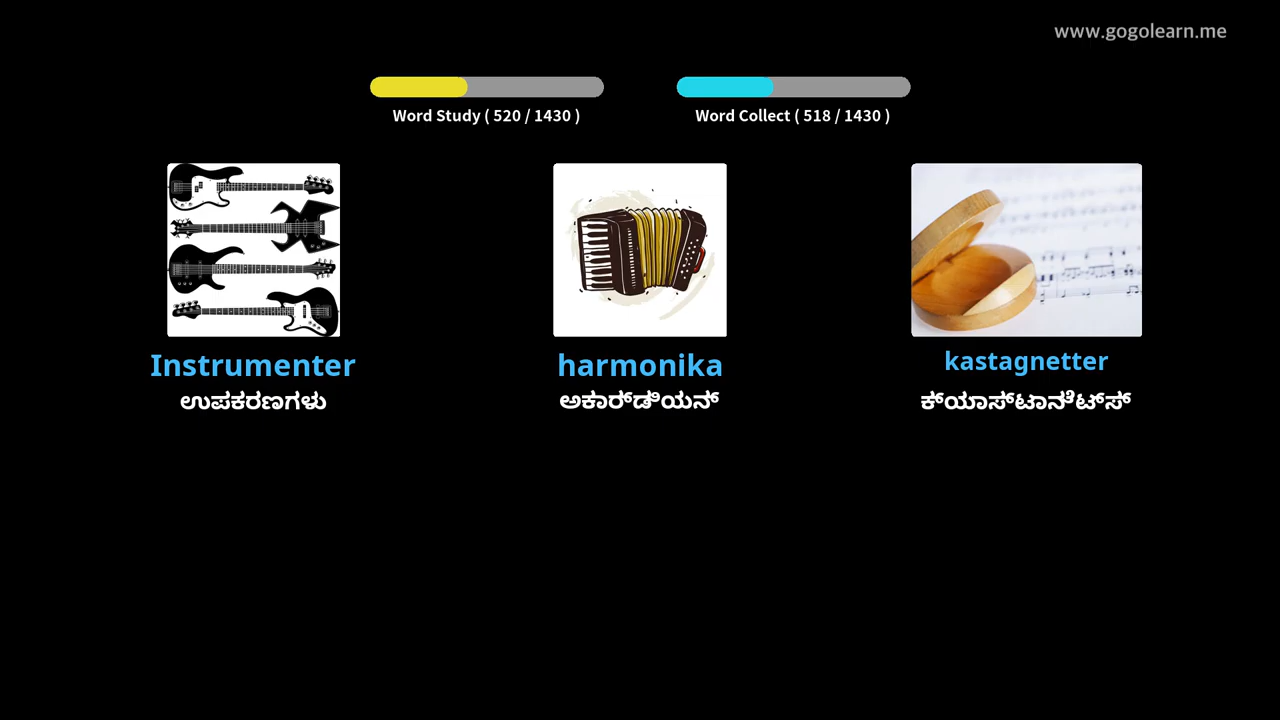 www.gogolearn.me
Word Study ( 520 / 1430 )
Word Collect ( 518 / 1430 )
Instrumenter
ಉಪಕರಣಗಳು
harmonika
ಅಕಾರ್ಡಿಯನ್
kastagnetter
ಕ್ಯಾಸ್ಟಾನೆಟ್ಸ್